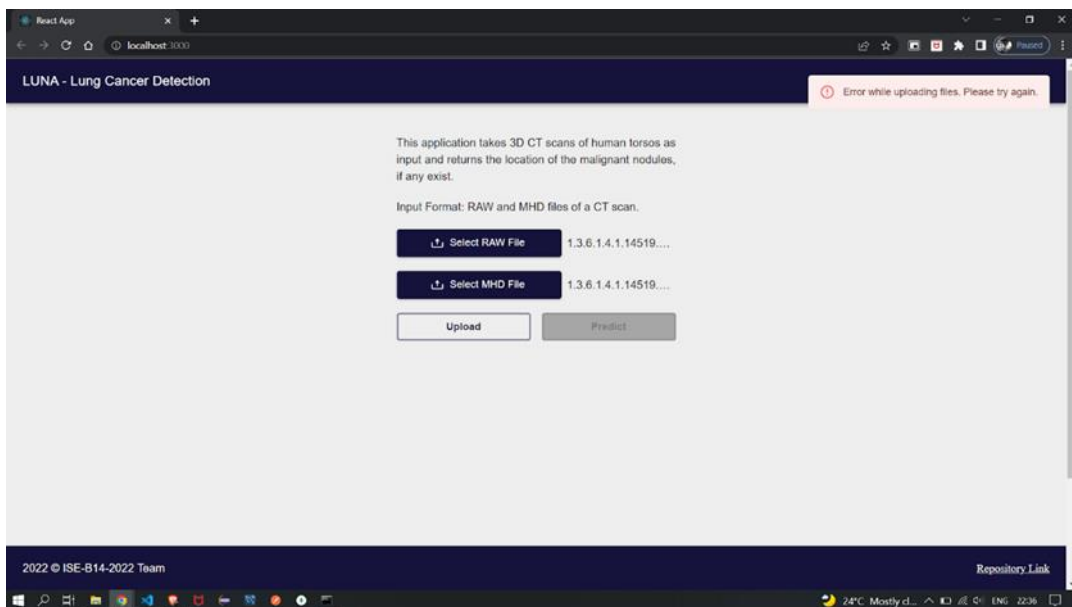 React App
localhost:3000
Paused
LUNA - Lung Cancer Detection
Error while uploading files. Please try again.
This application takes 3D CT scans of human torsos as
input and returns the location of the malignant nodules,
if any exist.
Input Format: RAW and MHD files of a CT scan.
Select RAW File 1.3.6.1.4.1.14519....
Select MHD File 1.3.6.1.4.1.14519....
Upload Predict
2022 © ISE-B14-2022 Team Repository Link
24°C Mostly cl... ENG 22:36